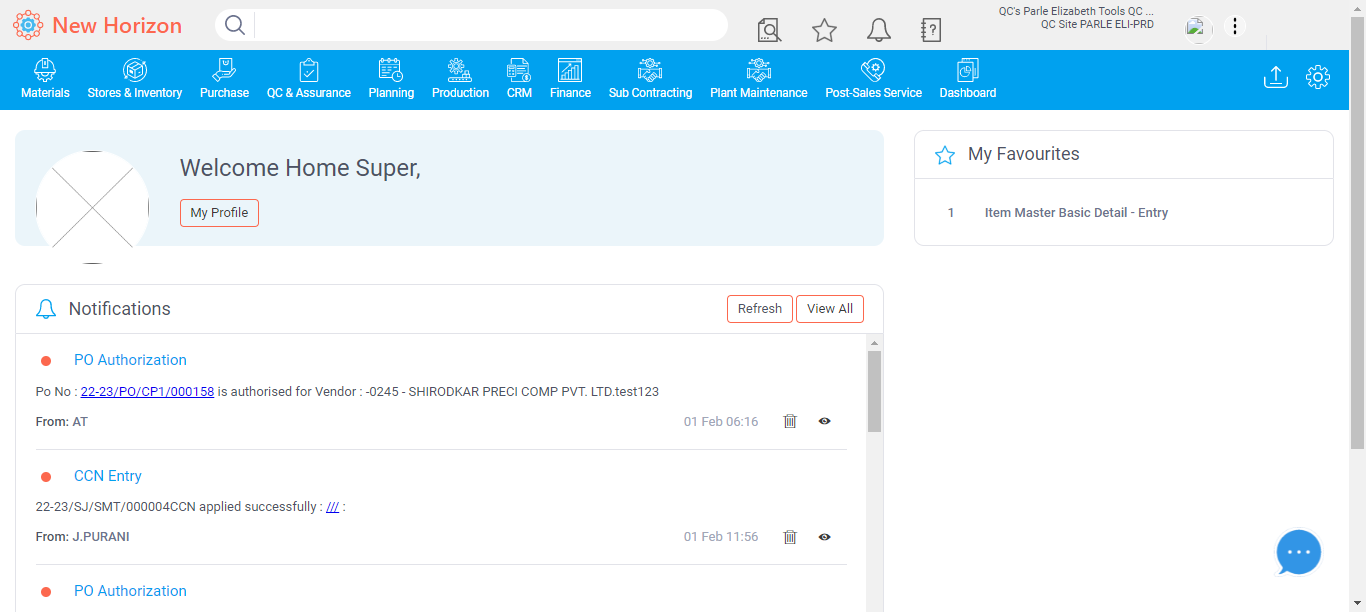 New Horizon
QC's Parle Elizabeth Tools QC ...
QC Site PARLE ELI-PRD
Materials
Stores & Inventory
Purchase
QC & Assurance
Planning
Production
CRM
Finance
Sub Contracting
Plant Maintenance
Post-Sales Service
Dashboard
Welcome Home Super,
My Profile
My Favourites
1 Item Master Basic Detail - Entry
Notifications
Refresh
View All
PO Authorization
Po No : 22-23/PO/CP1/000158 is authorised for Vendor : -0245 - SHIRODKAR PRECI COMP PVT. LTD.test123
From: AT
01 Feb 06:16
CCN Entry
22-23/SJ/SMT/000004CCN applied successfully : /// :
From: J.PURANI
01 Feb 11:56
PO Authorization